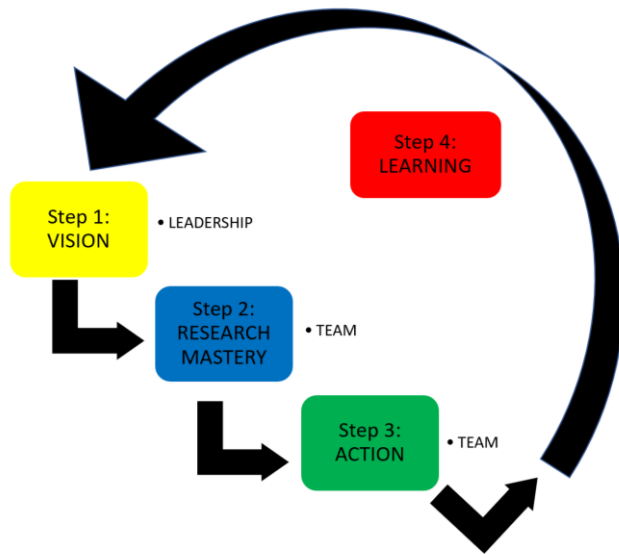 Step 4:
LEARNING
Step 1:
VISION
• LEADERSHIP
Step 2:
RESEARCH
MASTERY
• TEAM
Step 3:
ACTION
• TEAM